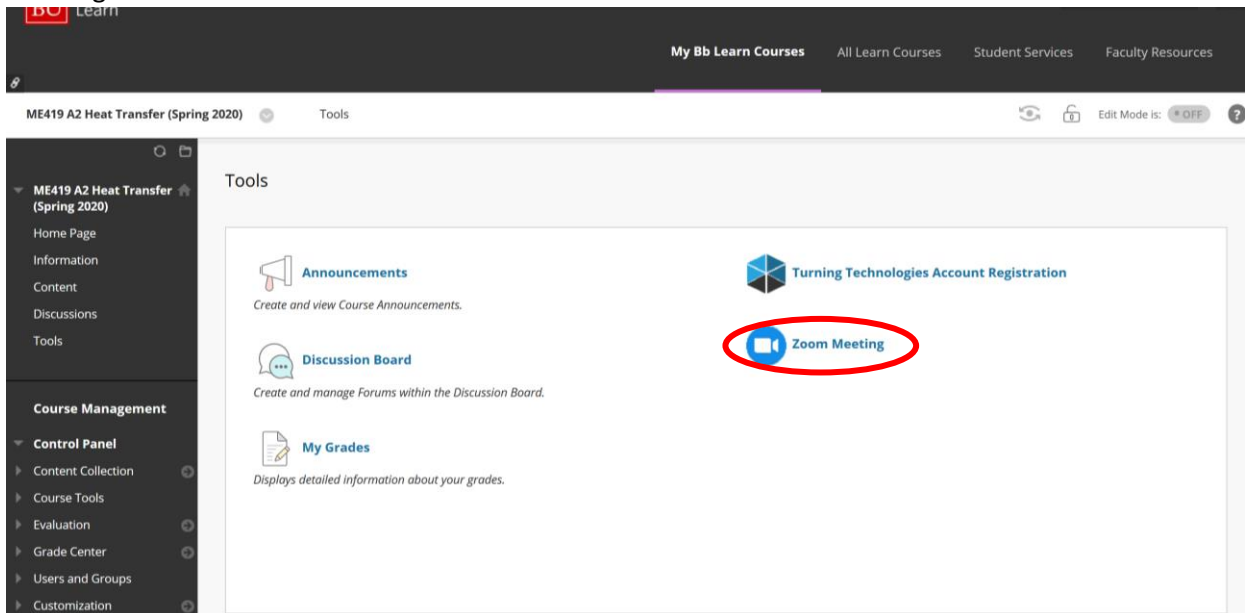 BU Learn
My Bb Learn Courses All Learn Courses Student Services Faculty Resources
ME419 A2 Heat Transfer (Spring 2020) Tools Edit Mode is: OFF ?
ME419 A2 Heat Transfer
(Spring 2020)
Home Page
Information
Content
Discussions
Tools
Course Management
Control Panel
Content Collection
Course Tools
Evaluation
Grade Center
Users and Groups
Customization
Tools
Announcements
Create and view Course Announcements.
Discussion Board
Create and manage Forums within the Discussion Board.
My Grades
Displays detailed information about your grades.
Turning Technologies Account Registration
Zoom Meeting